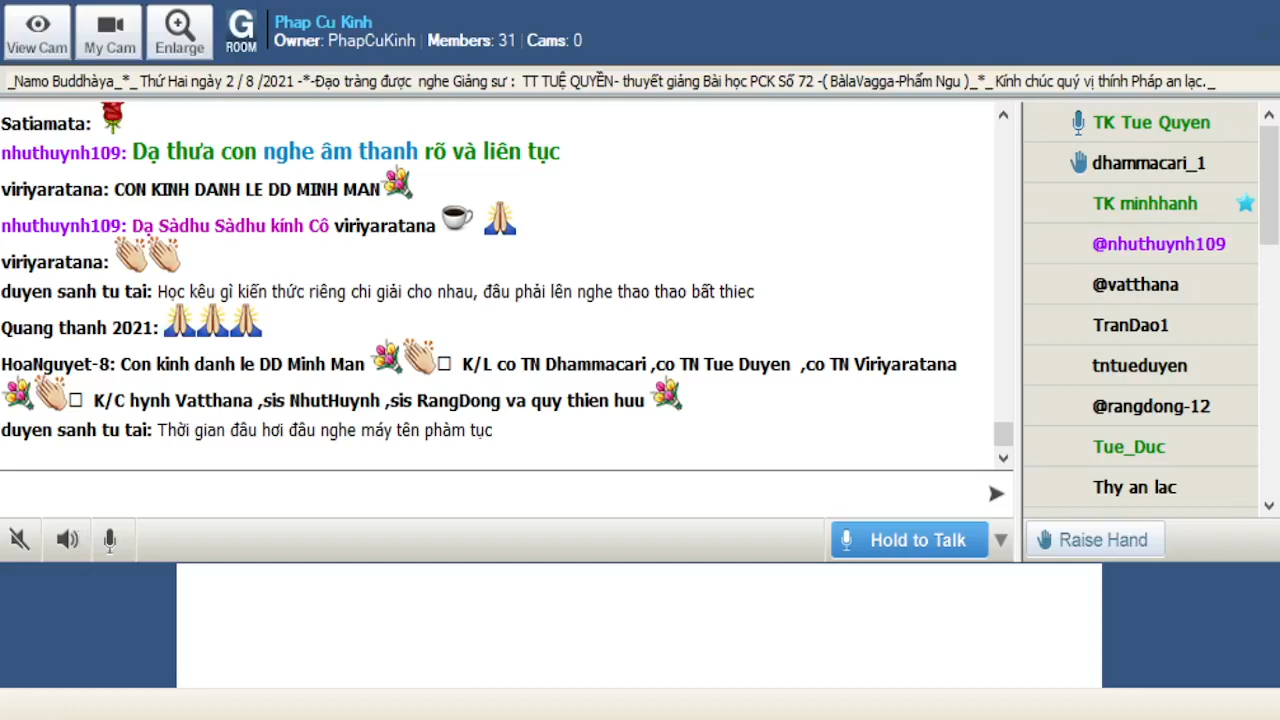 View Cam
My Cam
Enlarge
G
ROOM
Phap Cu Kinh
Owner: PhapCuKinh | Members: 31 | Cams: 0
_Namo Buddhàya_*_ Thứ Hai ngày 2 / 8 /2021 -*-Đạo tràng được nghe Giảng sư : TT TUỆ QUYỀN- thuyết giảng Bài học PCK Số 72 -( BàlaVagga-Phẩm Ngu )_*_ Kính chúc quý vị thính Pháp an lạc._
Satiamata:
nhuthuynh109: Dạ thưa con nghe âm thanh rõ và liên tục
viriyaratana: CON KINH DANH LE DD MINH MAN
nhuthuynh109: Dạ Sàdhu Sàdhu kính Cô viriyaratana
viriyaratana:
duyen sanh tu tai: Học kêu gì kiến thức riêng chi giải cho nhau, đâu phải lên nghe thao thao bất thiec
Quang thanh 2021:
HoaNguyet-8: Con kinh danh le DD Minh Man K/L co TN Dhammacari ,co TN Tue Duyen ,co TN Viriyaratana
K/C hynh Vatthana ,sis NhutHuynh ,sis RangDong va quy thien huu
duyen sanh tu tai: Thời gian đâu hơi đâu nghe máy tên phàm tục
Hold to Talk
TK Tue Quyen
dhammacari_1
TK minhhanh
@nhuthuynh109
@vatthana
TranDao1
tntueduyen
@rangdong-12
Tue_Duc
Thy an lac
Raise Hand